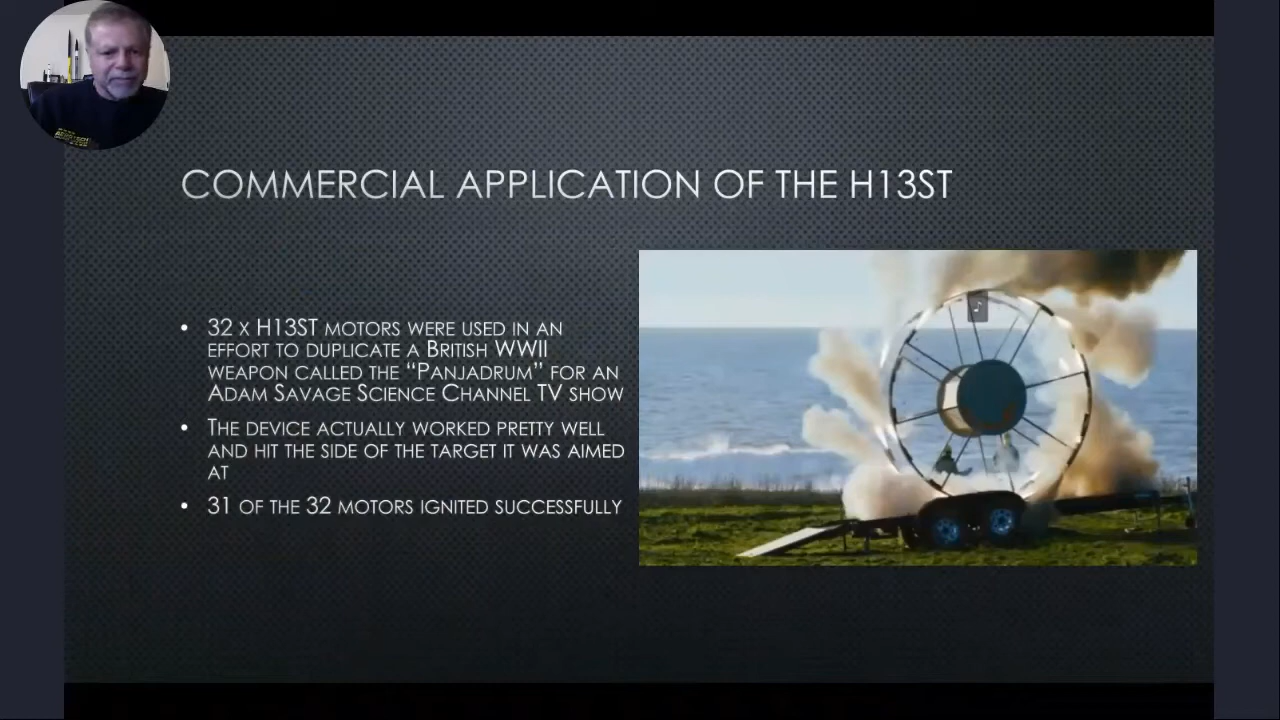 COMMERCIAL APPLICATION OF THE H13ST
• 32 X H13ST MOTORS WERE USED IN AN
EFFORT TO DUPLICATE A BRITISH WWII
WEAPON CALLED THE “PANJADRUM” FOR AN
ADAM SAVAGE SCIENCE CHANNEL TV SHOW
• THE DEVICE ACTUALLY WORKED PRETTY WELL
AND HIT THE SIDE OF THE TARGET IT WAS AIMED
AT
• 31 OF THE 32 MOTORS IGNITED SUCCESSFULLY